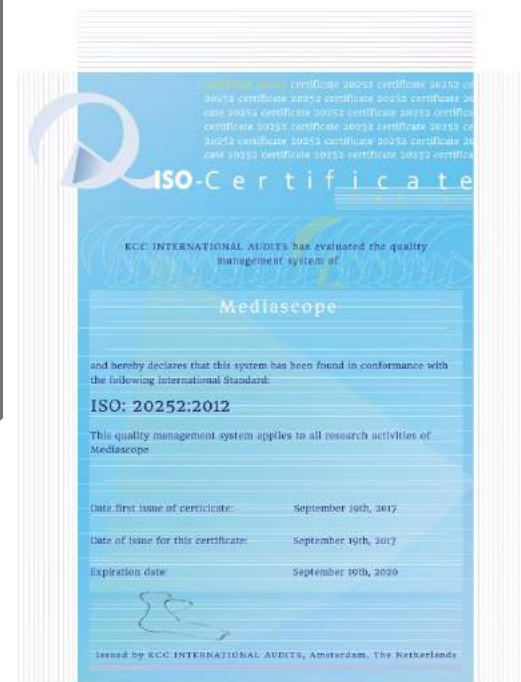 certificate 20252 certificate 20252 ce
20252 certificate 20252 certificate 20252 certificate 20
cate 20252 certificate 20252 certificate 20252 certifica
certificate 20252 certificate 20252 certificate 20252 ce
20252 certificate 20252 certificate 20252 certificate 20
cate 20252 certificate 20252 certificate 20252 certifica
ISO-Certificate
KCC INTERNATIONAL AUDITS has evaluated the quality
management system of
Mediascope
and hereby declares that this system has been found in conformance with
the following International Standard:
ISO: 20252:2012
This quality management system applies to all research activities of
Mediascope
Date first issue of certicicate: September 19th, 2017
Date of issue for this certificate: September 19th, 2017
Expiration date: September 19th, 2020
Issued by KCC INTERNATIONAL AUDITS, Amsterdam, The Netherlands